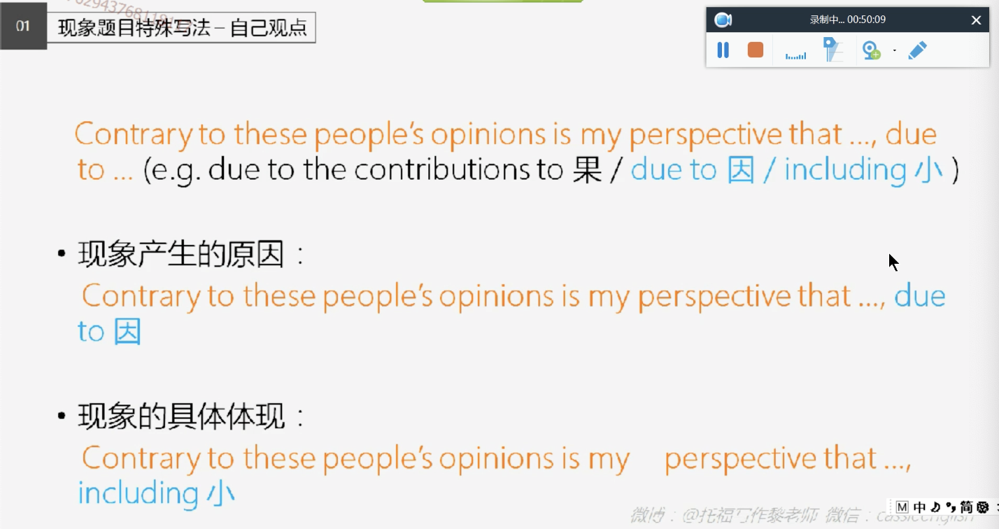 01
现象题目特殊写法 – 自己观点
录制中... 00:50:09
Contrary to these people's opinions is my perspective that ..., due
to ... (e.g. due to the contributions to 果 / due to 因 / including 小 )
• 现象产生的原因：
Contrary to these people's opinions is my perspective that ..., due
to 因
• 现象的具体体现：
Contrary to these people's opinions is my perspective that ...,
including 小
微博：@托福写作黎老师 微信：
M 中 简